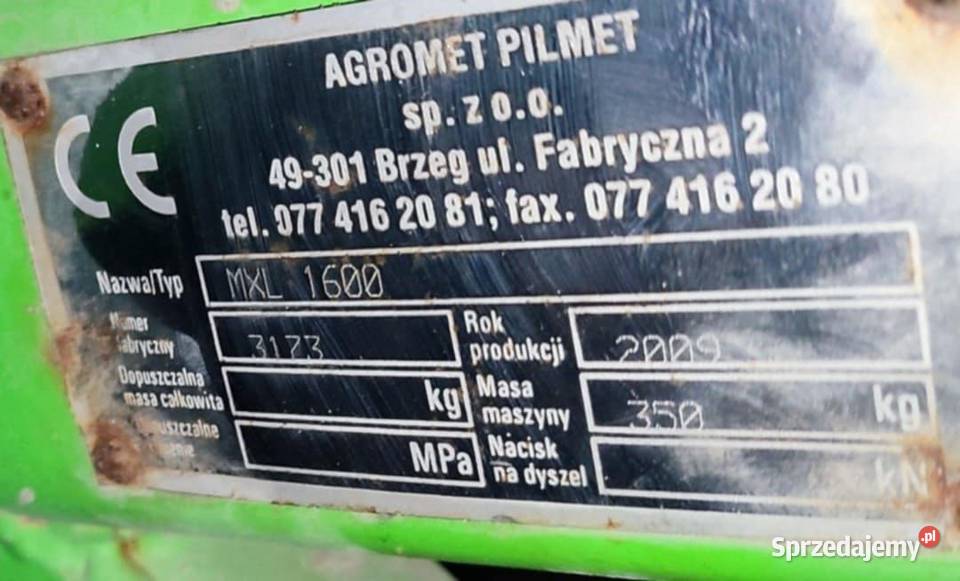 AGROMET PILMET
sp. z o.o.
49-301 Brzeg ul. Fabryczna 2
tel. 077 416 20 81; fax. 077 416 20 80
CE
Nazwa/Typ MXL 1600
Numer fabryczny 3173 Rok produkcji 2009
Dopuszczalna masa całkowita kg Masa maszyny 350 kg
MPa Nacisk na dyszel kN
Sprzedajemy.pl